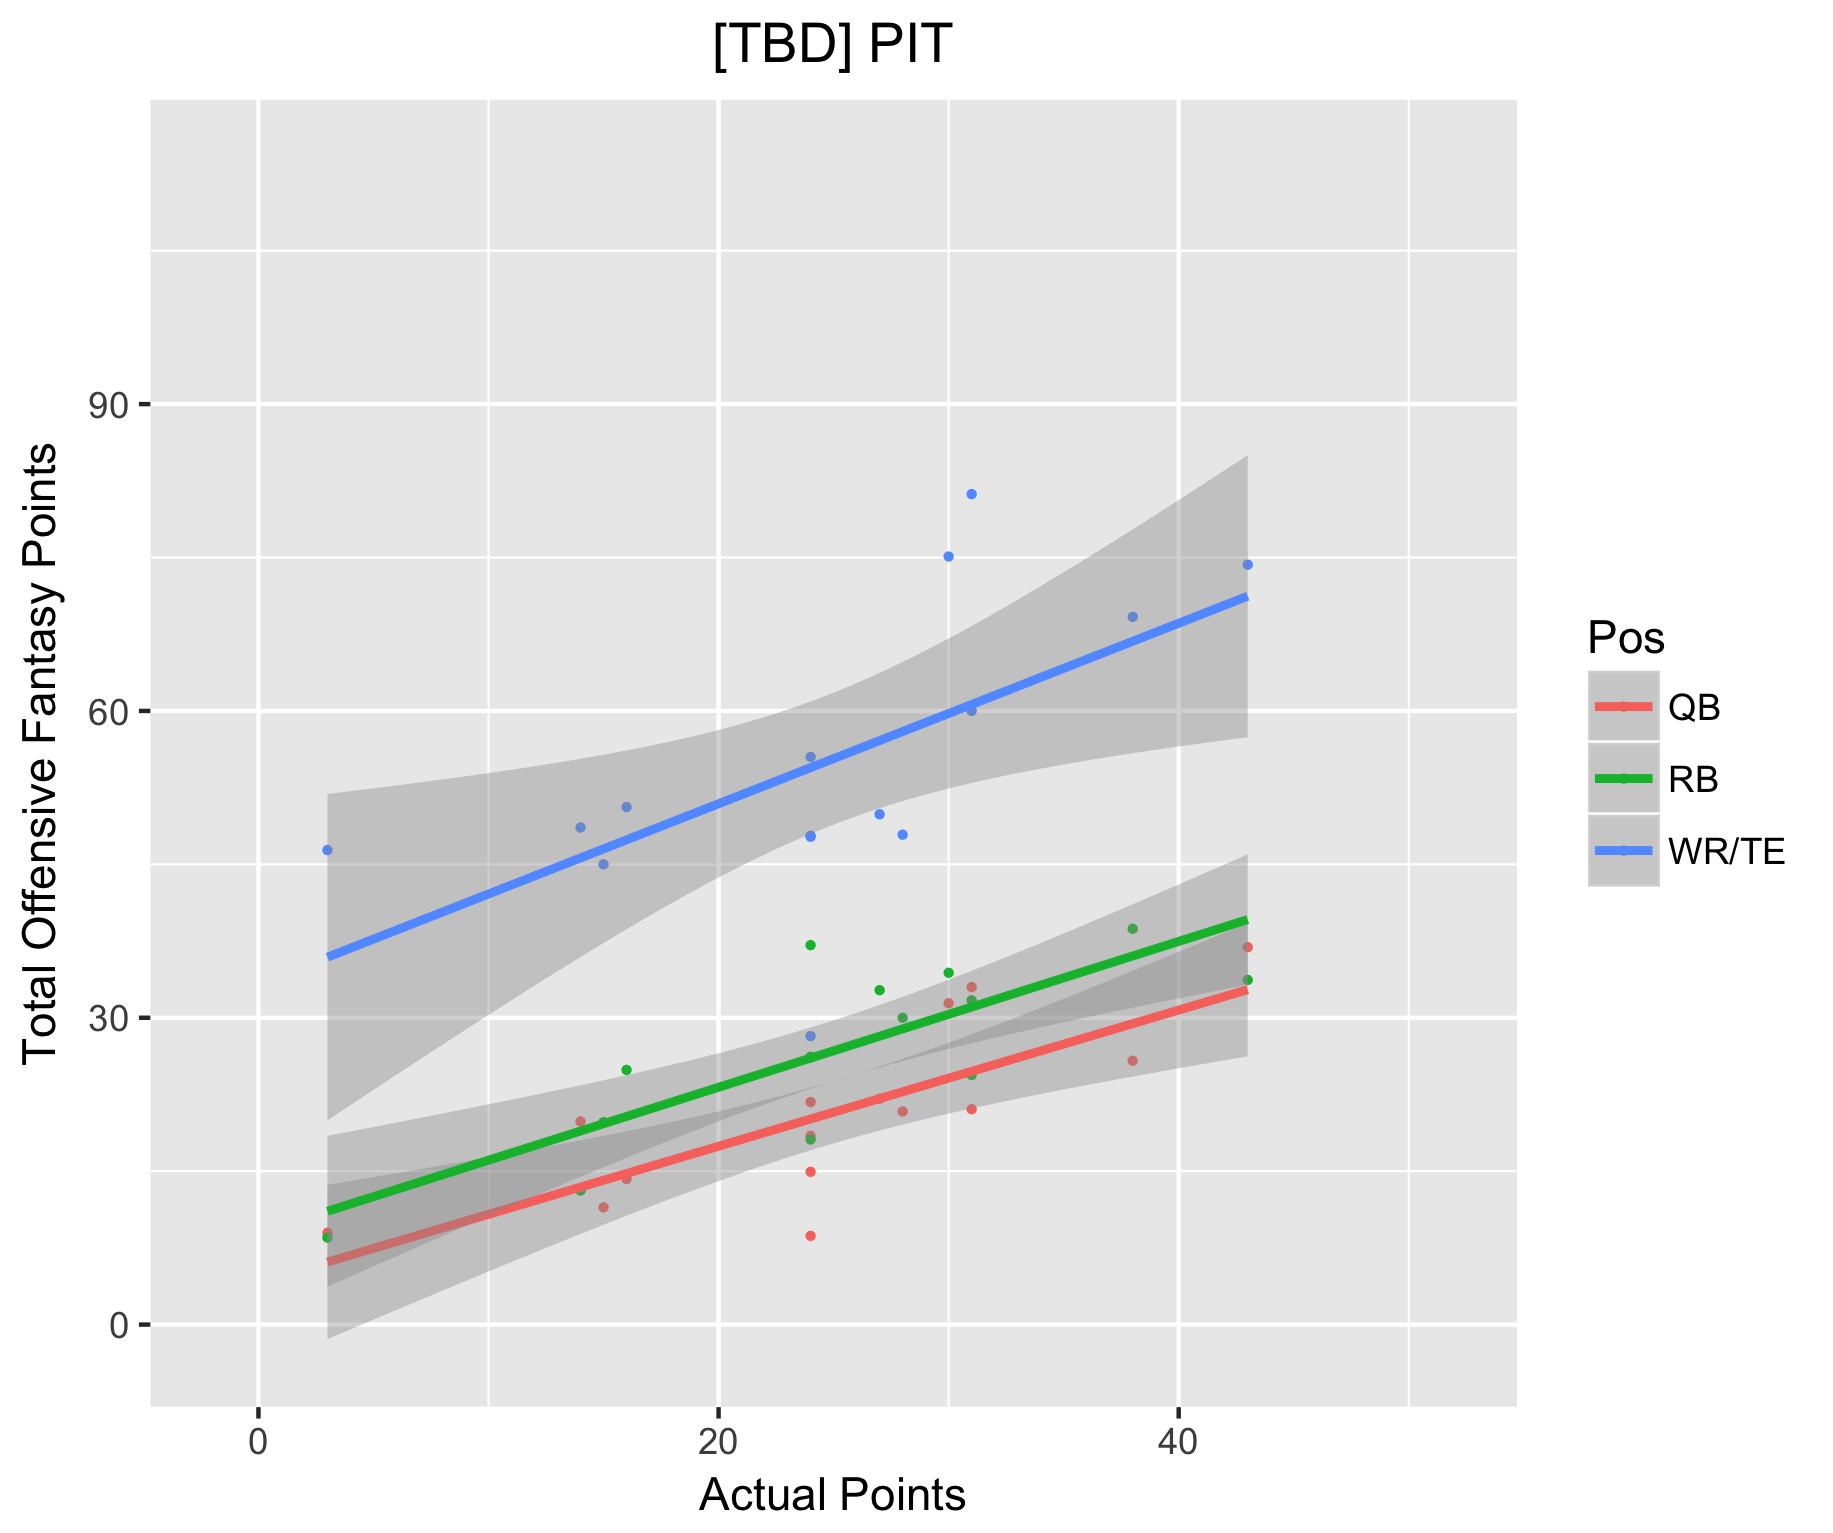 [TBD] PIT
Total Offensive Fantasy Points
90
60
30
0
0
20
40
Actual Points
Pos
QB
RB
WR/TE